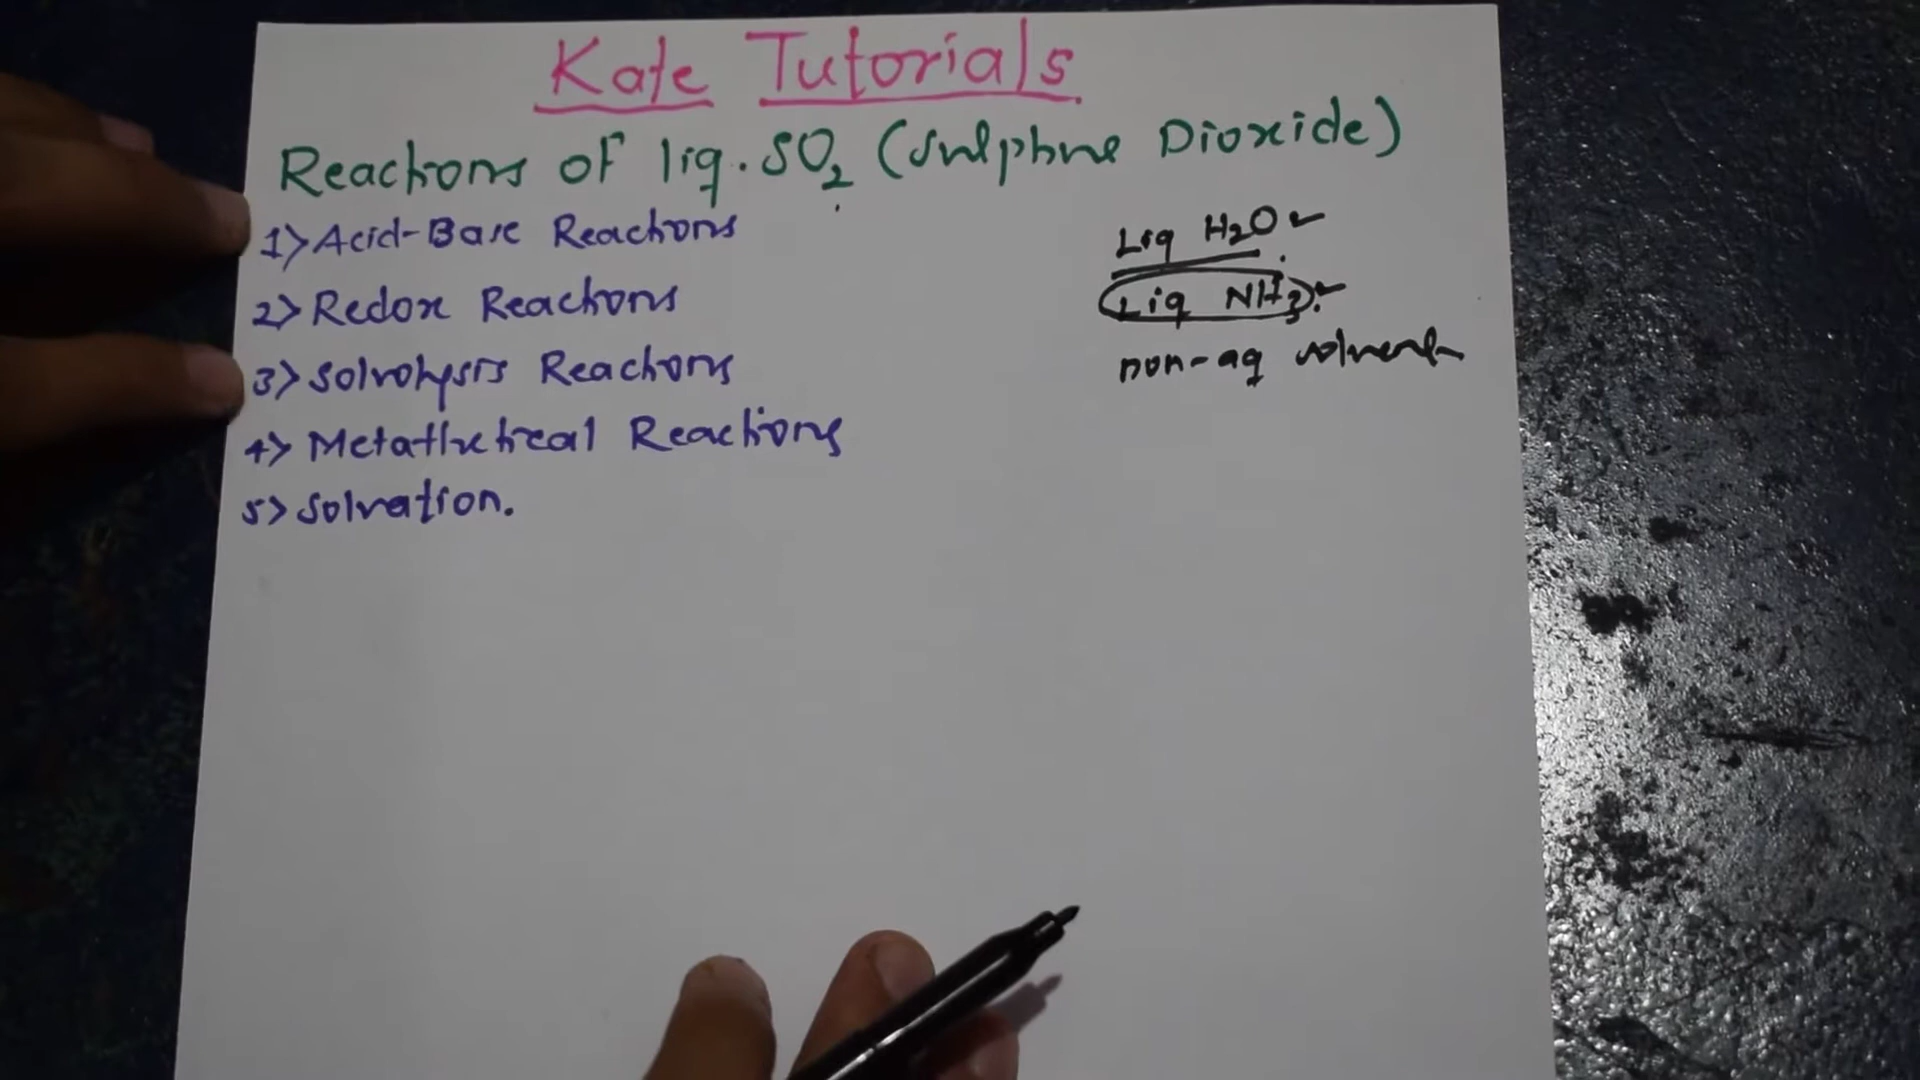 Kate Tutorials
Reactions of liq. SO2 (Sulphur Dioxide)
1> Acid-Base Reactions
2> Redox Reactions
3> Solvolysis Reactions
4> Metathetical Reactions
5> Solvation.
Liq H2O
Liq NH3
non-aq solvent